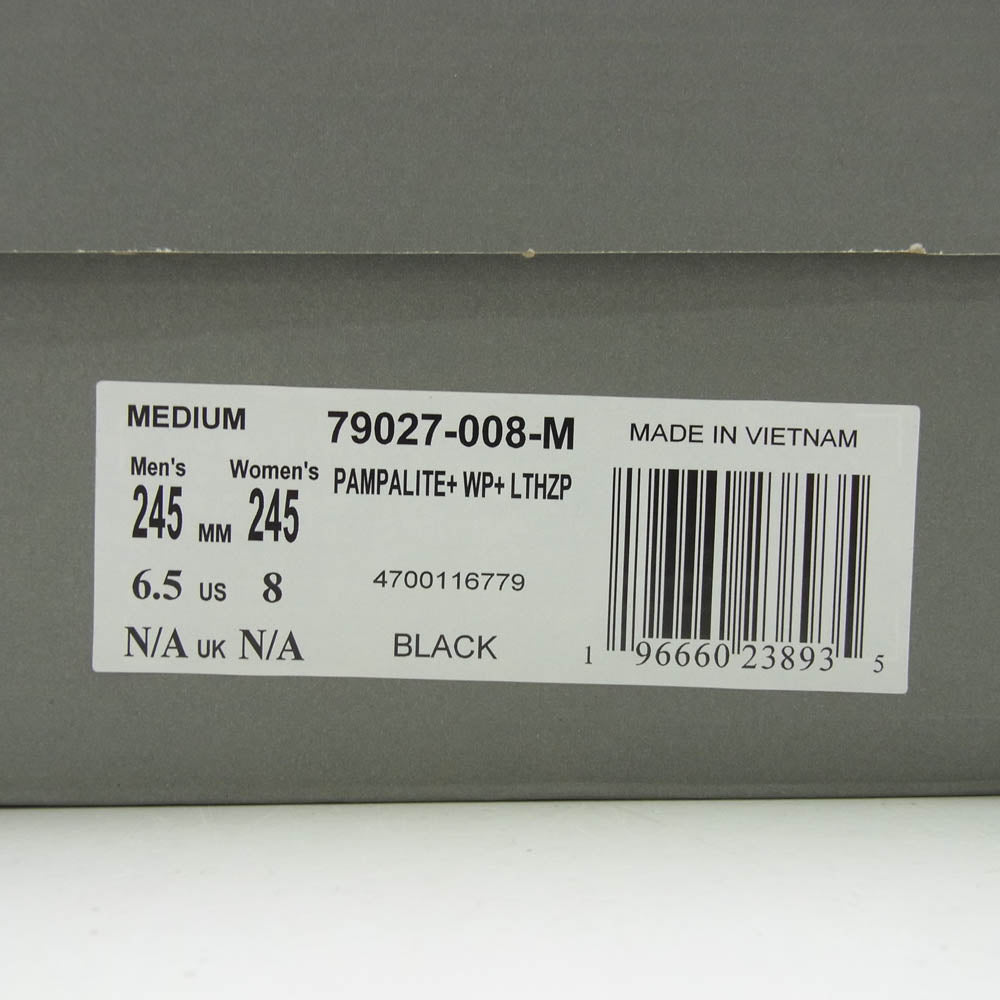 MEDIUM 79027-008-M MADE IN VIETNAM
Men's Women's PAMPALITE+ WP+ LTHZP
245 MM 245
6.5 US 8 4700116779
N/A UK N/A BLACK
1 96660 23893 5